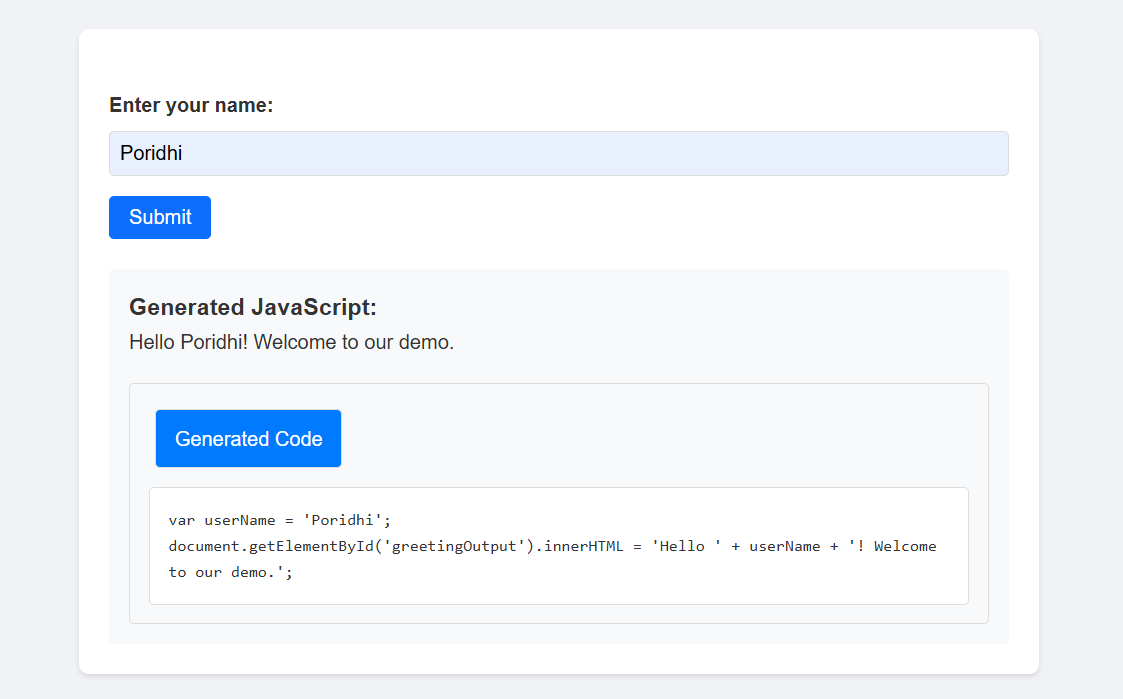 Enter your name:
Poridhi
Submit
Generated JavaScript:
Hello Poridhi! Welcome to our demo.
Generated Code
var userName = 'Poridhi';
document.getElementById('greetingOutput').innerHTML = 'Hello ' + userName + '! Welcome
to our demo.';